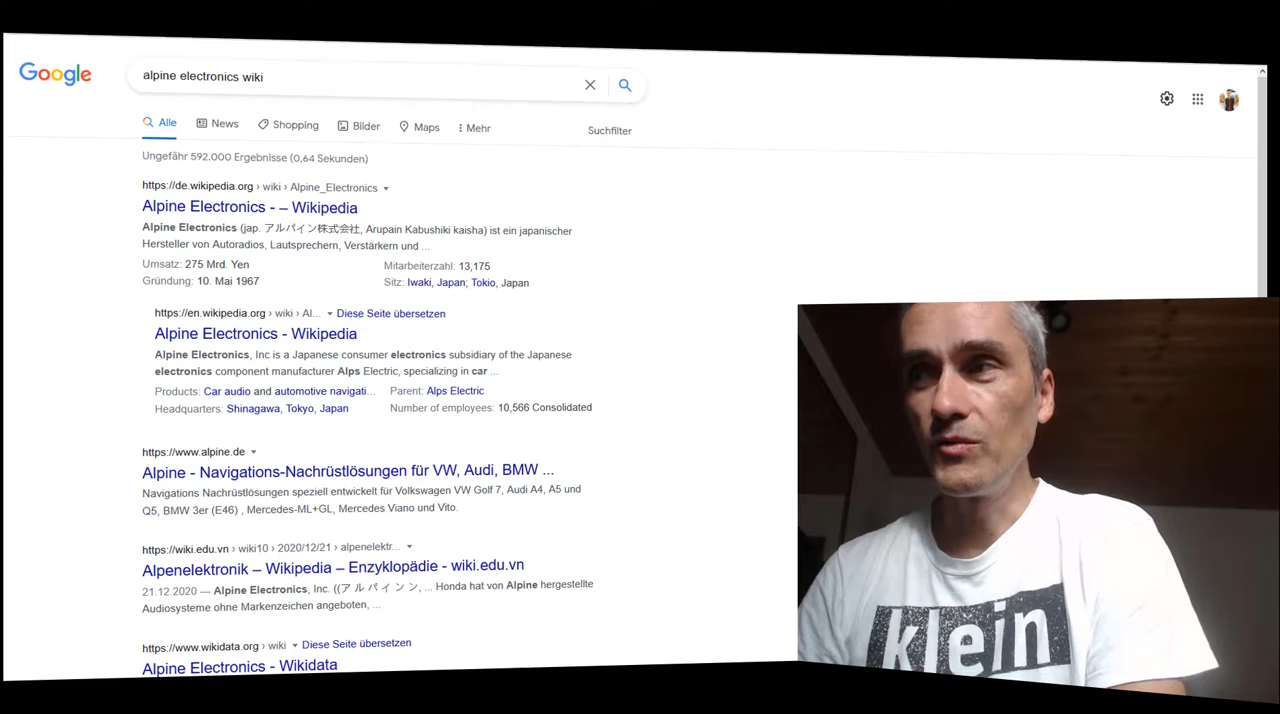 Google
alpine electronics wiki
Alle News Shopping Bilder Maps Mehr Suchfilter
Ungefähr 592.000 Ergebnisse (0,64 Sekunden)
https://de.wikipedia.org › wiki › Alpine_Electronics
Alpine Electronics - – Wikipedia
Alpine Electronics (jap. アルパイン株式会社, Arupain Kabushiki kaisha) ist ein japanischer
Hersteller von Autoradios, Lautsprechern, Verstärkern und ...
Umsatz: 275 Mrd. Yen Mitarbeiterzahl: 13,175
Gründung: 10. Mai 1967 Sitz: Iwaki, Japan; Tokio, Japan
https://en.wikipedia.org › wiki › Al... Diese Seite übersetzen
Alpine Electronics - Wikipedia
Alpine Electronics, Inc is a Japanese consumer electronics subsidiary of the Japanese
electronics component manufacturer Alps Electric, specializing in car ...
Products: Car audio and automotive navigati... Parent: Alps Electric
Headquarters: Shinagawa, Tokyo, Japan Number of employees: 10,566 Consolidated
https://www.alpine.de
Alpine - Navigations-Nachrüstlösungen für VW, Audi, BMW ...
Navigations Nachrüstlösungen speziell entwickelt für Volkswagen VW Golf 7, Audi A4, A5 und
Q5, BMW 3er (E46) , Mercedes-ML+GL, Mercedes Viano und Vito.
https://wiki.edu.vn › wiki10 › 2020/12/21 › alpenelektr...
Alpenelektronik – Wikipedia – Enzyklopädie - wiki.edu.vn
21.12.2020 — Alpine Electronics, Inc. ((ア ル パ イ ン ン, ... Honda hat von Alpine hergestellte
Audiosysteme ohne Markenzeichen angeboten, ...
https://www.wikidata.org › wiki Diese Seite übersetzen
Alpine Electronics - Wikidata
klein